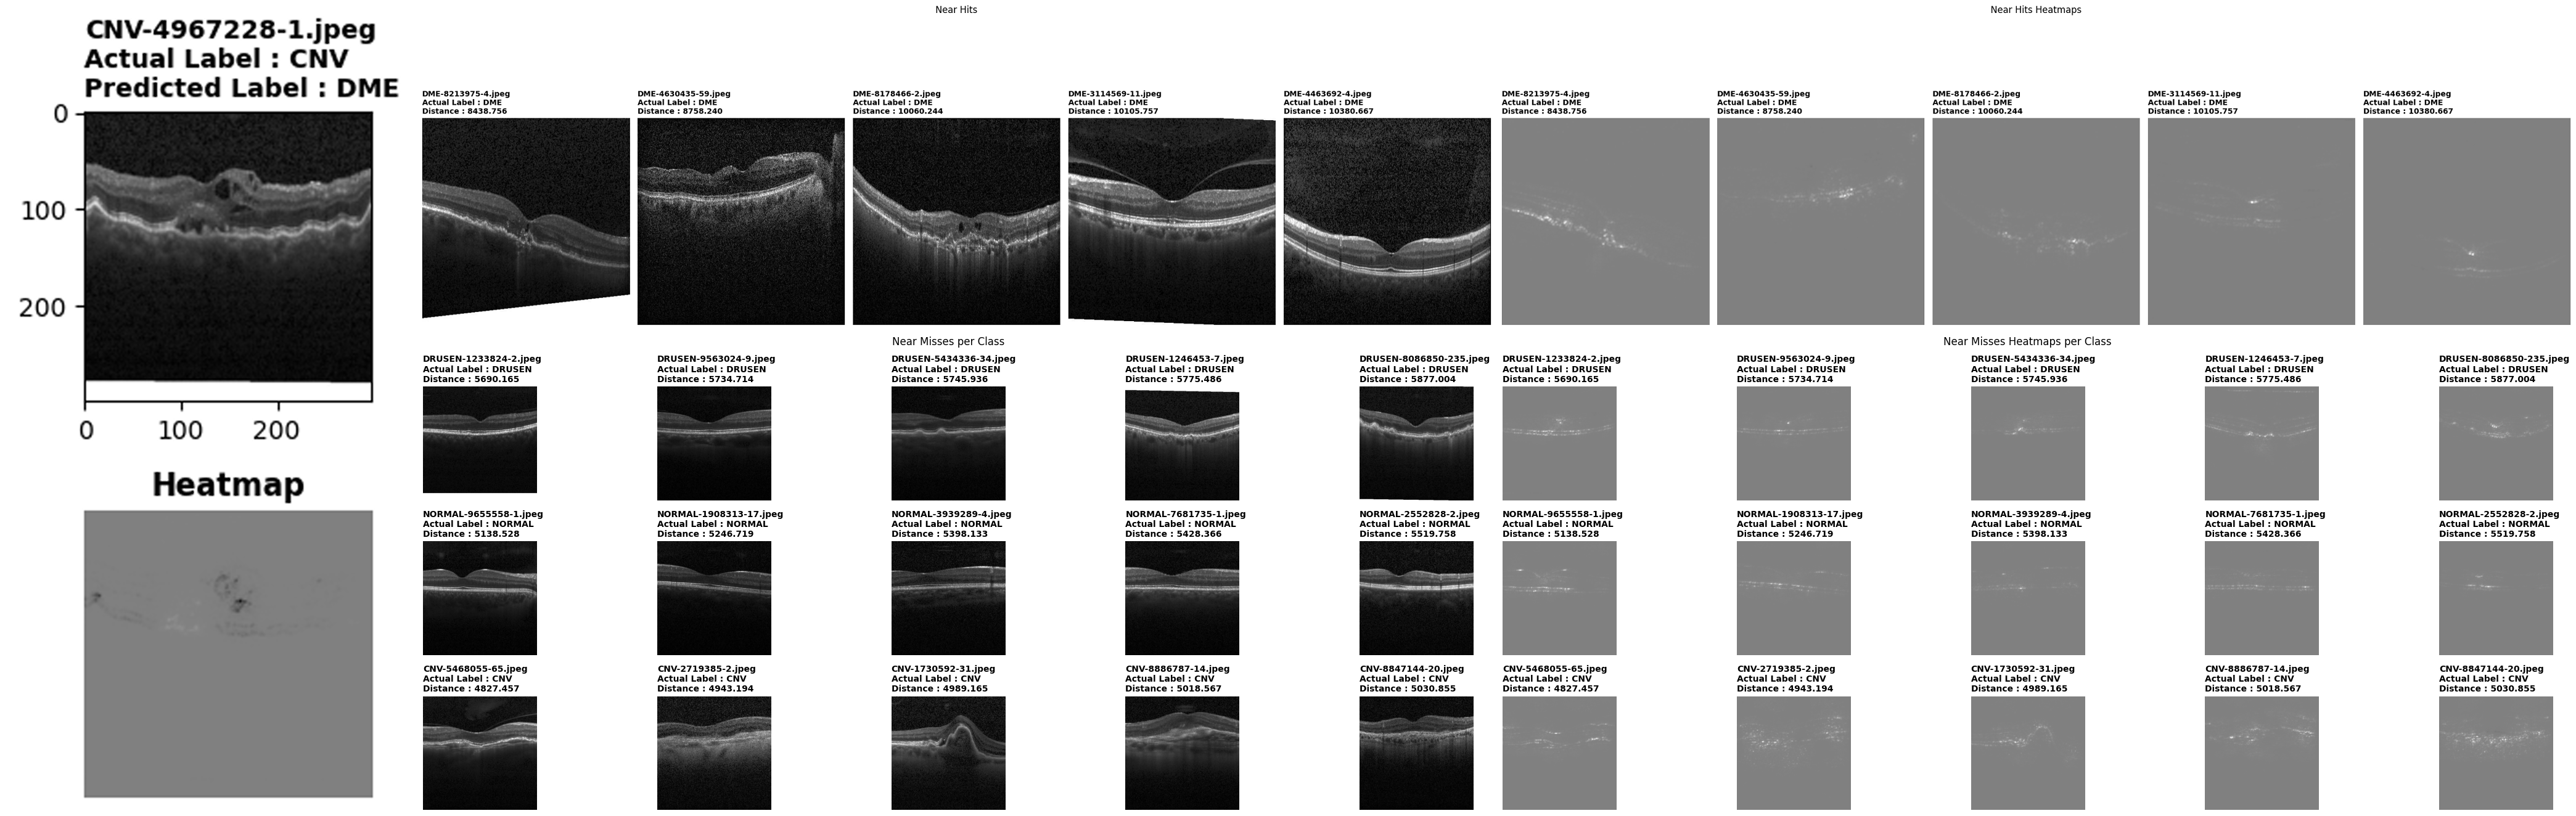 CNV-4967228-1.jpeg
Actual Label : CNV
Predicted Label : DME
0
100
200
0
100
200
Heatmap
Near Hits
DME-8213975-4.jpeg
Actual Label : DME
Distance : 8438.756
DME-4630435-59.jpeg
Actual Label : DME
Distance : 8758.240
DME-8178466-2.jpeg
Actual Label : DME
Distance : 10060.244
DME-3114569-11.jpeg
Actual Label : DME
Distance : 10105.757
DME-4463692-4.jpeg
Actual Label : DME
Distance : 10380.667
Near Hits Heatmaps
DME-8213975-4.jpeg
Actual Label : DME
Distance : 8438.756
DME-4630435-59.jpeg
Actual Label : DME
Distance : 8758.240
DME-8178466-2.jpeg
Actual Label : DME
Distance : 10060.244
DME-3114569-11.jpeg
Actual Label : DME
Distance : 10105.757
DME-4463692-4.jpeg
Actual Label : DME
Distance : 10380.667
Near Misses per Class
DRUSEN-1233824-2.jpeg
Actual Label : DRUSEN
Distance : 5690.165
DRUSEN-9563024-9.jpeg
Actual Label : DRUSEN
Distance : 5734.714
DRUSEN-5434336-34.jpeg
Actual Label : DRUSEN
Distance : 5745.936
DRUSEN-1246453-7.jpeg
Actual Label : DRUSEN
Distance : 5775.486
DRUSEN-8086850-235.jpeg
Actual Label : DRUSEN
Distance : 5877.004
NORMAL-9655558-1.jpeg
Actual Label : NORMAL
Distance : 5138.528
NORMAL-1908313-17.jpeg
Actual Label : NORMAL
Distance : 5246.719
NORMAL-3939289-4.jpeg
Actual Label : NORMAL
Distance : 5398.133
NORMAL-7681735-1.jpeg
Actual Label : NORMAL
Distance : 5428.366
NORMAL-2552828-2.jpeg
Actual Label : NORMAL
Distance : 5519.758
CNV-5468055-65.jpeg
Actual Label : CNV
Distance : 4827.457
CNV-2719385-2.jpeg
Actual Label : CNV
Distance : 4943.194
CNV-1730592-31.jpeg
Actual Label : CNV
Distance : 4989.165
CNV-8886787-14.jpeg
Actual Label : CNV
Distance : 5018.567
CNV-8847144-20.jpeg
Actual Label : CNV
Distance : 5030.855
Near Misses Heatmaps per Class
DRUSEN-1233824-2.jpeg
Actual Label : DRUSEN
Distance : 5690.165
DRUSEN-9563024-9.jpeg
Actual Label : DRUSEN
Distance : 5734.714
DRUSEN-5434336-34.jpeg
Actual Label : DRUSEN
Distance : 5745.936
DRUSEN-1246453-7.jpeg
Actual Label : DRUSEN
Distance : 5775.486
DRUSEN-8086850-235.jpeg
Actual Label : DRUSEN
Distance : 5877.004
NORMAL-9655558-1.jpeg
Actual Label : NORMAL
Distance : 5138.528
NORMAL-1908313-17.jpeg
Actual Label : NORMAL
Distance : 5246.719
NORMAL-3939289-4.jpeg
Actual Label : NORMAL
Distance : 5398.133
NORMAL-7681735-1.jpeg
Actual Label : NORMAL
Distance : 5428.366
NORMAL-2552828-2.jpeg
Actual Label : NORMAL
Distance : 5519.758
CNV-5468055-65.jpeg
Actual Label : CNV
Distance : 4827.457
CNV-2719385-2.jpeg
Actual Label : CNV
Distance : 4943.194
CNV-1730592-31.jpeg
Actual Label : CNV
Distance : 4989.165
CNV-8886787-14.jpeg
Actual Label : CNV
Distance : 5018.567
CNV-8847144-20.jpeg
Actual Label : CNV
Distance : 5030.855